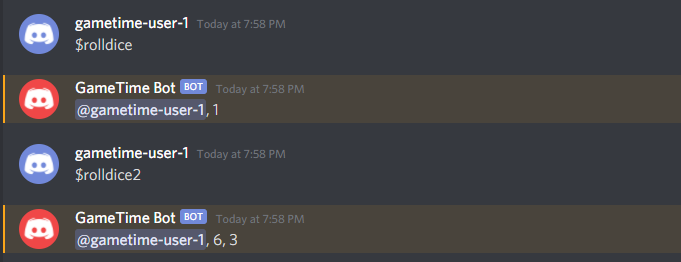 gametime-user-1 Today at 7:58 PM
$rolldice
GameTime Bot BOT Today at 7:58 PM
@gametime-user-1, 1
gametime-user-1 Today at 7:58 PM
$rolldice2
GameTime Bot BOT Today at 7:58 PM
@gametime-user-1, 6, 3